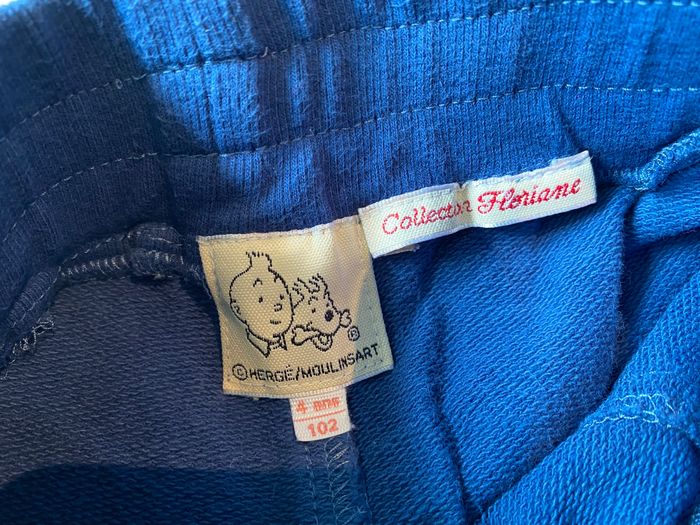 Collection Floriane
®
©HERGÉ/MOULINSART
4 ans
102